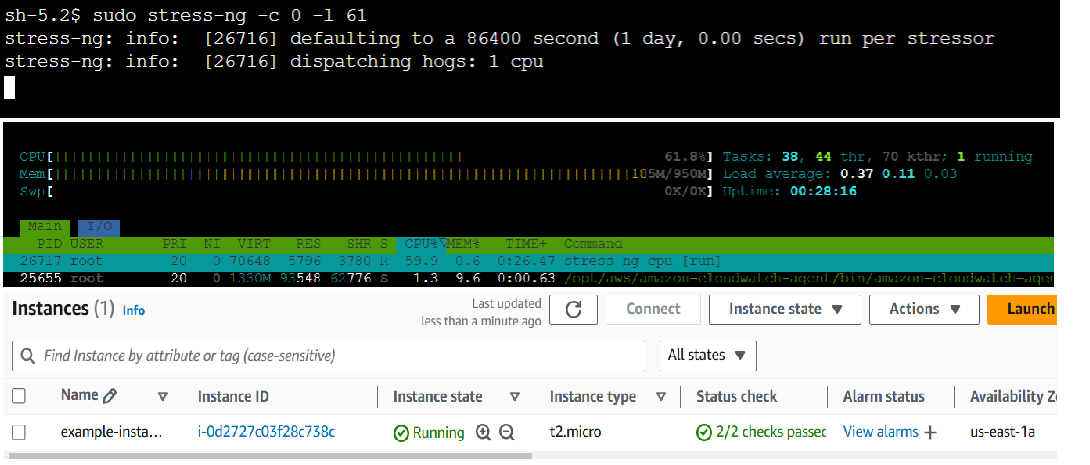 sh-5.2$ sudo stress-ng -c 0 -l 61
stress-ng: info:  [26716] defaulting to a 86400 second (1 day, 0.00 secs) run per stressor
stress-ng: info:  [26716] dispatching hogs: 1 cpu
CPU[ 61.8%] Tasks: 38, 44 thr, 70 kthr; 1 running
Mem[ 185M/950M] Load average: 0.37 0.11 0.03
Swp[ 0K/0K] Uptime: 00:28:16
Main I/O
PID USER PRI NI VIRT RES SHR S CPU%▽MEM% TIME+ Command
26717 root 20 0 70648 5796 3780 R 59.9 0.6 0:26.47 stress-ng-cpu [run]
25655 root 20 0 1330M 93548 62776 S 1.3 9.6 0:00.63 /opt/aws/amazon-cloudwatch-agent/bin/amazon-cloudwatch-agen
Instances (1) Info Last updated less than a minute ago Connect Instance state Actions Launch
Find Instance by attribute or tag (case-sensitive) All states
Name Instance ID Instance state Instance type Status check Alarm status Availability Zo
example-insta... i-0d2727c03f28c738c Running t2.micro 2/2 checks passed View alarms + us-east-1a